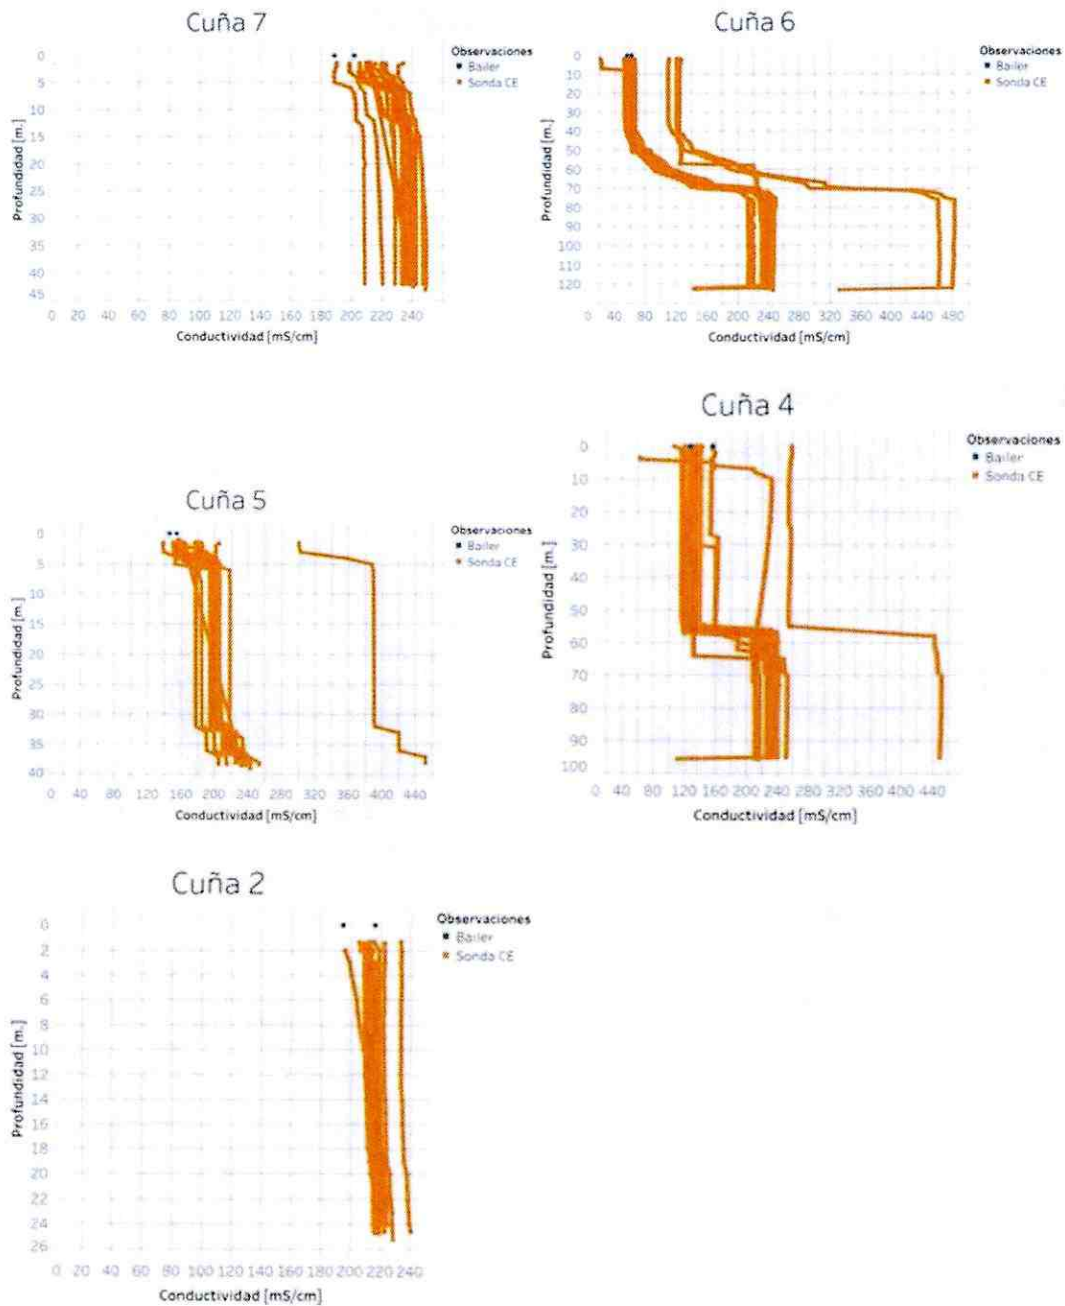 Cuña 7
Observaciones
Bailer
Sonda CE
Profundidad [m.]
0
5
10
15
20
25
30
35
40
45
0 20 40 60 80 100 120 140 160 180 200 220 240
Conductividad [mS/cm]
Cuña 6
Observaciones
Bailer
Sonda CE
Profundidad [m.]
0
10
20
30
40
50
60
70
80
90
100
110
120
0 40 80 120 160 200 240 280 320 360 400 440 480
Conductividad [mS/cm]
Cuña 5
Observaciones
Bailer
Sonda CE
Profundidad [m.]
0
5
10
15
20
25
30
35
40
0 40 80 120 160 200 240 280 320 360 400 440
Conductividad [mS/cm]
Cuña 4
Observaciones
Bailer
Sonda CE
Profundidad [m.]
0
10
20
30
40
50
60
70
80
90
100
0 40 80 120 160 200 240 280 320 360 400 440
Conductividad [mS/cm]
Cuña 2
Observaciones
Bailer
Sonda CE
Profundidad [m.]
0
2
4
6
8
10
12
14
16
18
20
22
24
26
0 20 40 60 80 100 120 140 160 180 200 220 240
Conductividad [mS/cm]